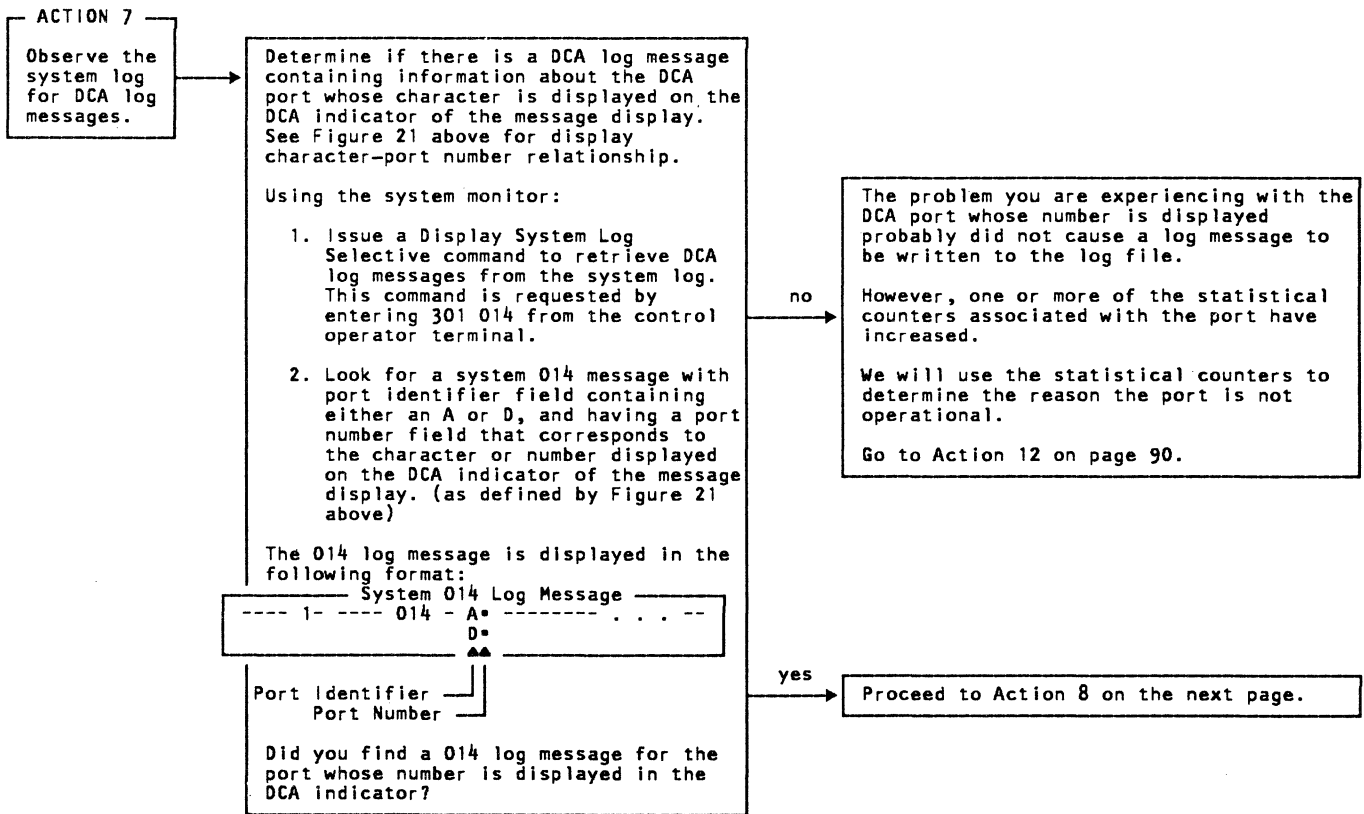 ACTION 7
Observe the
system log
for DCA log
messages.
Determine if there is a DCA log message
containing information about the DCA
port whose character is displayed on the
DCA indicator of the message display.
See Figure 21 above for display
character-port number relationship.
Using the system monitor:
1. Issue a Display System Log
Selective command to retrieve DCA
log messages from the system log.
This command is requested by
entering 301 014 from the control
operator terminal.
2. Look for a system 014 message with
port identifier field containing
either an A or D, and having a port
number field that corresponds to
the character or number displayed
on the DCA indicator of the message
display. (as defined by Figure 21
above)
The 014 log message is displayed in the
following format:
System 014 Log Message
---- 1- ---- 014 - A▪ -------- . . . --
D▪
Port Identifier
Port Number
Did you find a 014 log message for the
port whose number is displayed in the
DCA indicator?
no
The problem you are experiencing with the
DCA port whose number is displayed
probably did not cause a log message to
be written to the log file.
However, one or more of the statistical
counters associated with the port have
increased.
We will use the statistical counters to
determine the reason the port is not
operational.
Go to Action 12 on page 90.
yes
Proceed to Action 8 on the next page.